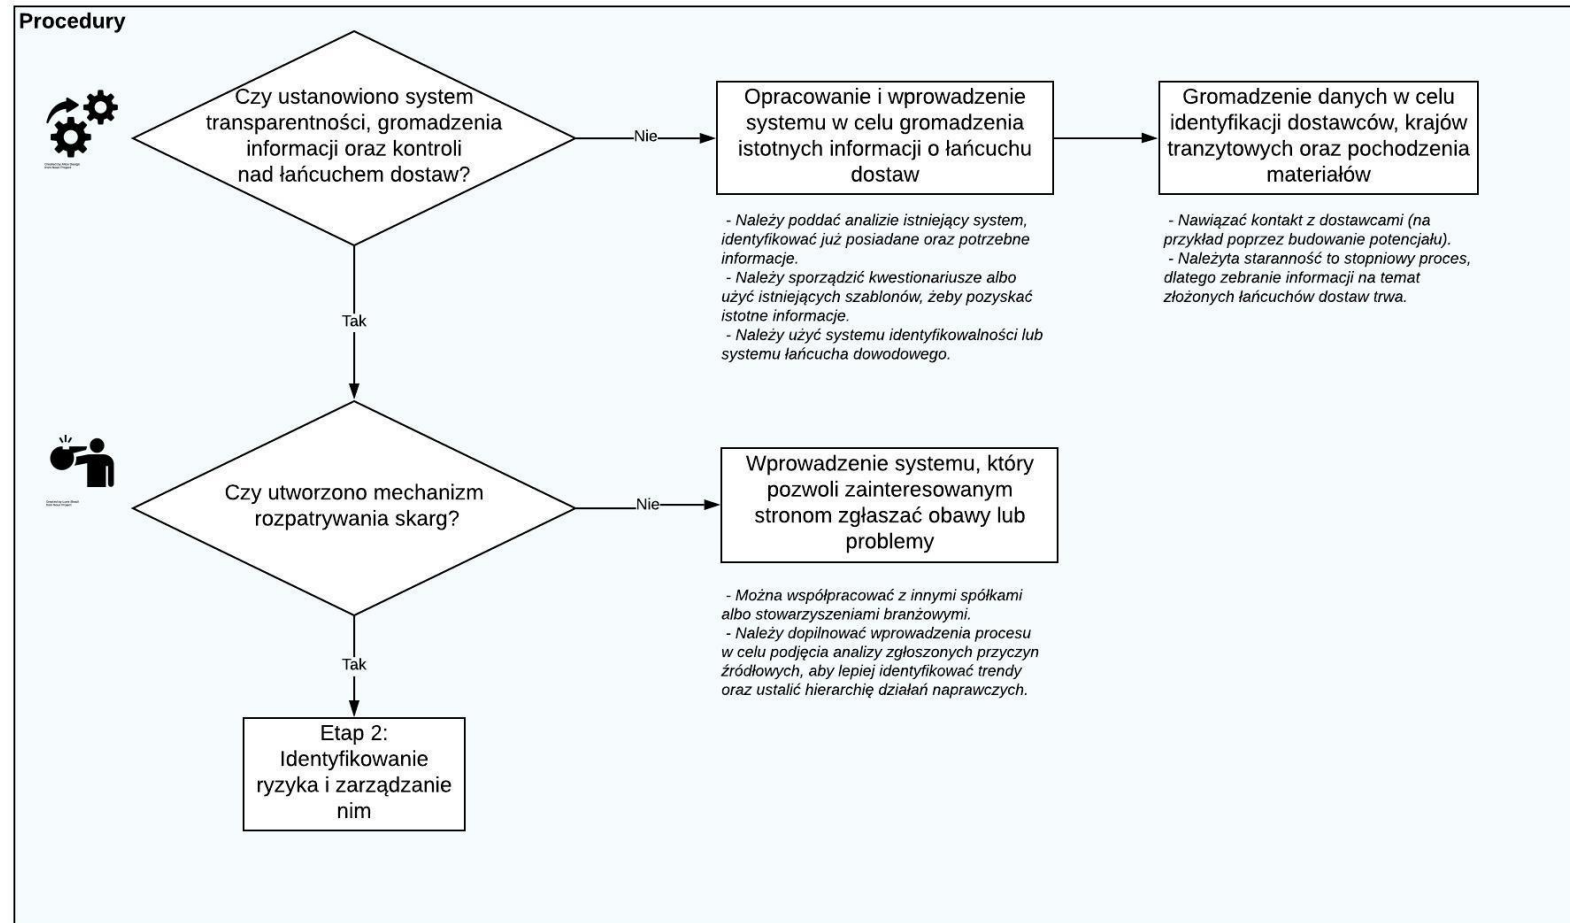 Procedury
Czy ustanowiono system
transparentności, gromadzenia
informacji oraz kontroli
nad łańcuchem dostaw?
Nie
Opracowanie i wprowadzenie
systemu w celu gromadzenia
istotnych informacji o łańcuchu
dostaw
Gromadzenie danych w celu
identyfikacji dostawców, krajów
tranzytowych oraz pochodzenia
materiałów
- Należy poddać analizie istniejący system,
identyfikować już posiadane oraz potrzebne
informacje.
- Należy sporządzić kwestionariusze albo
użyć istniejących szablonów, żeby pozyskać
istotne informacje.
- Należy użyć systemu identyfikowalności lub
systemu łańcucha dowodowego.
- Nawiązać kontakt z dostawcami (na
przykład poprzez budowanie potencjału).
- Należyta staranność to stopniowy proces,
dlatego zebranie informacji na temat
złożonych łańcuchów dostaw trwa.
Tak
Czy utworzono mechanizm
rozpatrywania skarg?
Nie
Wprowadzenie systemu, który
pozwoli zainteresowanym
stronom zgłaszać obawy lub
problemy
- Można współpracować z innymi spółkami
albo stowarzyszeniami branżowymi.
- Należy dopilnować wprowadzenia procesu
w celu podjęcia analizy zgłoszonych przyczyn
źródłowych, aby lepiej identyfikować trendy
oraz ustalić hierarchię działań naprawczych.
Tak
Etap 2:
Identyfikowanie
ryzyka i zarządzanie
nim